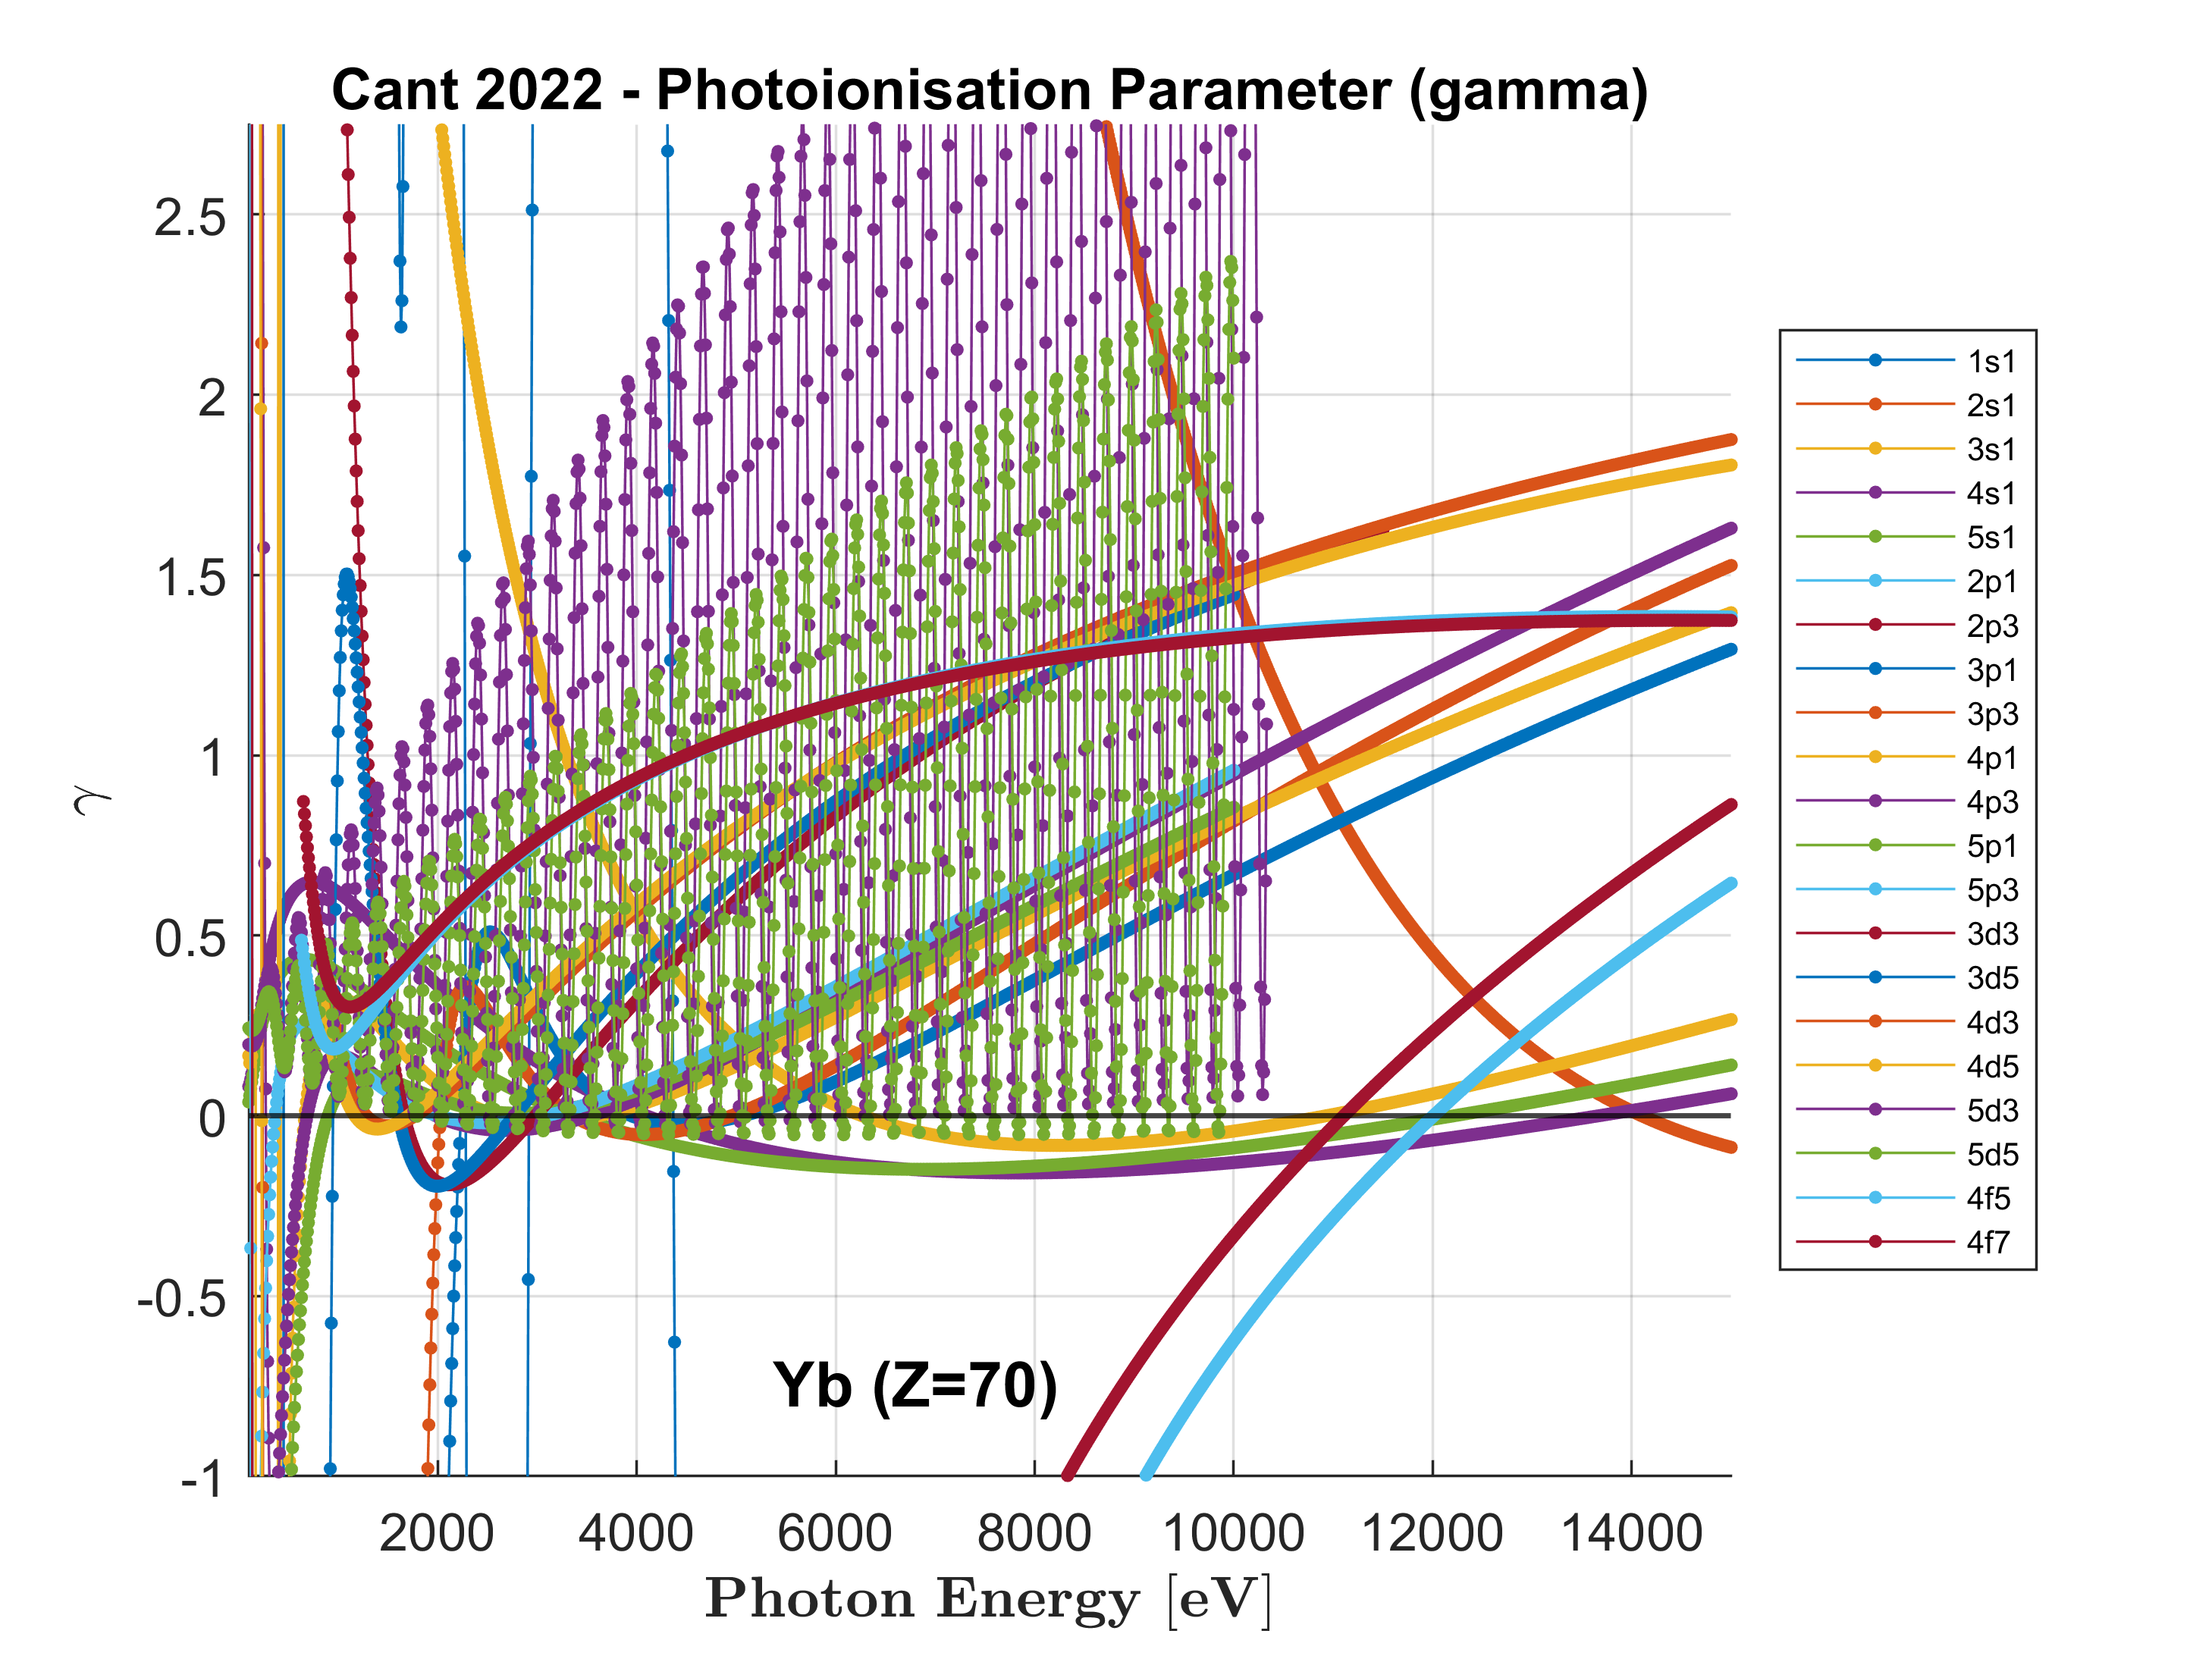 Cant 2022 - Photoionisation Parameter (gamma)
2.5
2
1.5
1
0.5
0
-0.5
-1
γ
Yb (Z=70)
2000 4000 6000 8000 10000 12000 14000
Photon Energy [eV]
1s1
2s1
3s1
4s1
5s1
2p1
2p3
3p1
3p3
4p1
4p3
5p1
5p3
3d3
3d5
4d3
4d5
5d3
5d5
4f5
4f7